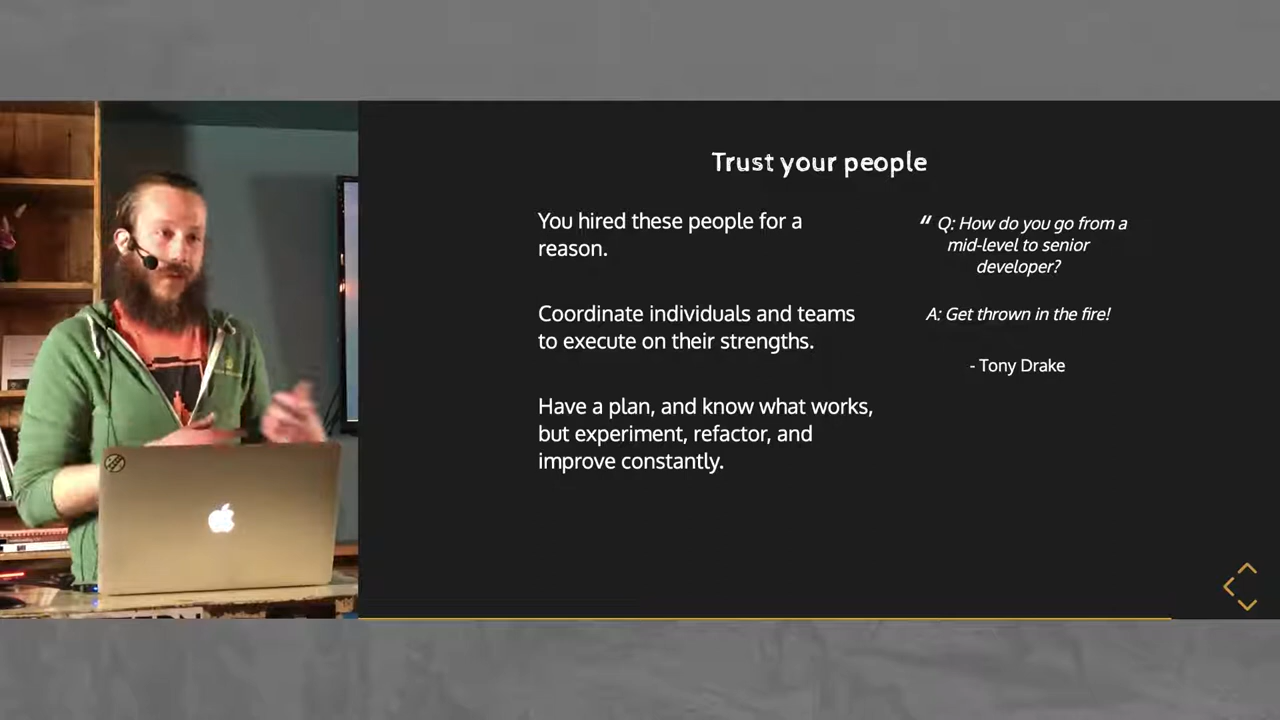 Trust your people
You hired these people for a
reason.
Coordinate individuals and teams
to execute on their strengths.
Have a plan, and know what works,
but experiment, refactor, and
improve constantly.
“ Q: How do you go from a
mid-level to senior
developer?
A: Get thrown in the fire!
- Tony Drake